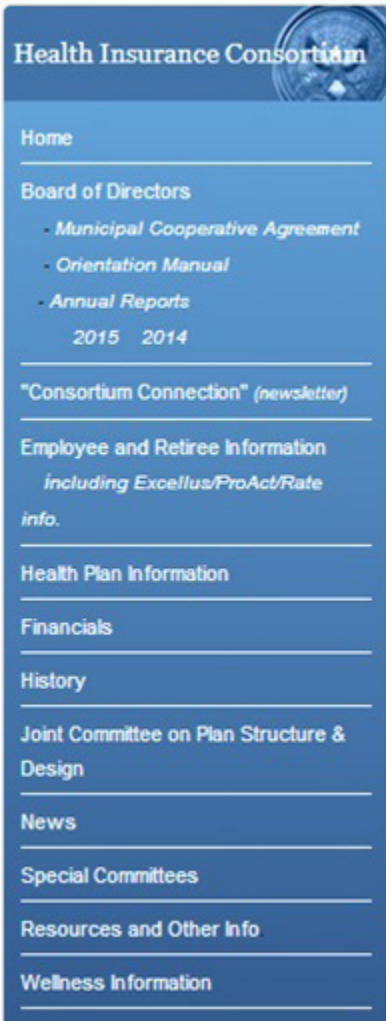 Health Insurance Consortium
Home
Board of Directors
- Municipal Cooperative Agreement
- Orientation Manual
- Annual Reports
2015 2014
"Consortium Connection" (newsletter)
Employee and Retiree Information
including Excellus/ProAct/Rate
info.
Health Plan Information
Financials
History
Joint Committee on Plan Structure &
Design
News
Special Committees
Resources and Other Info
Wellness Information